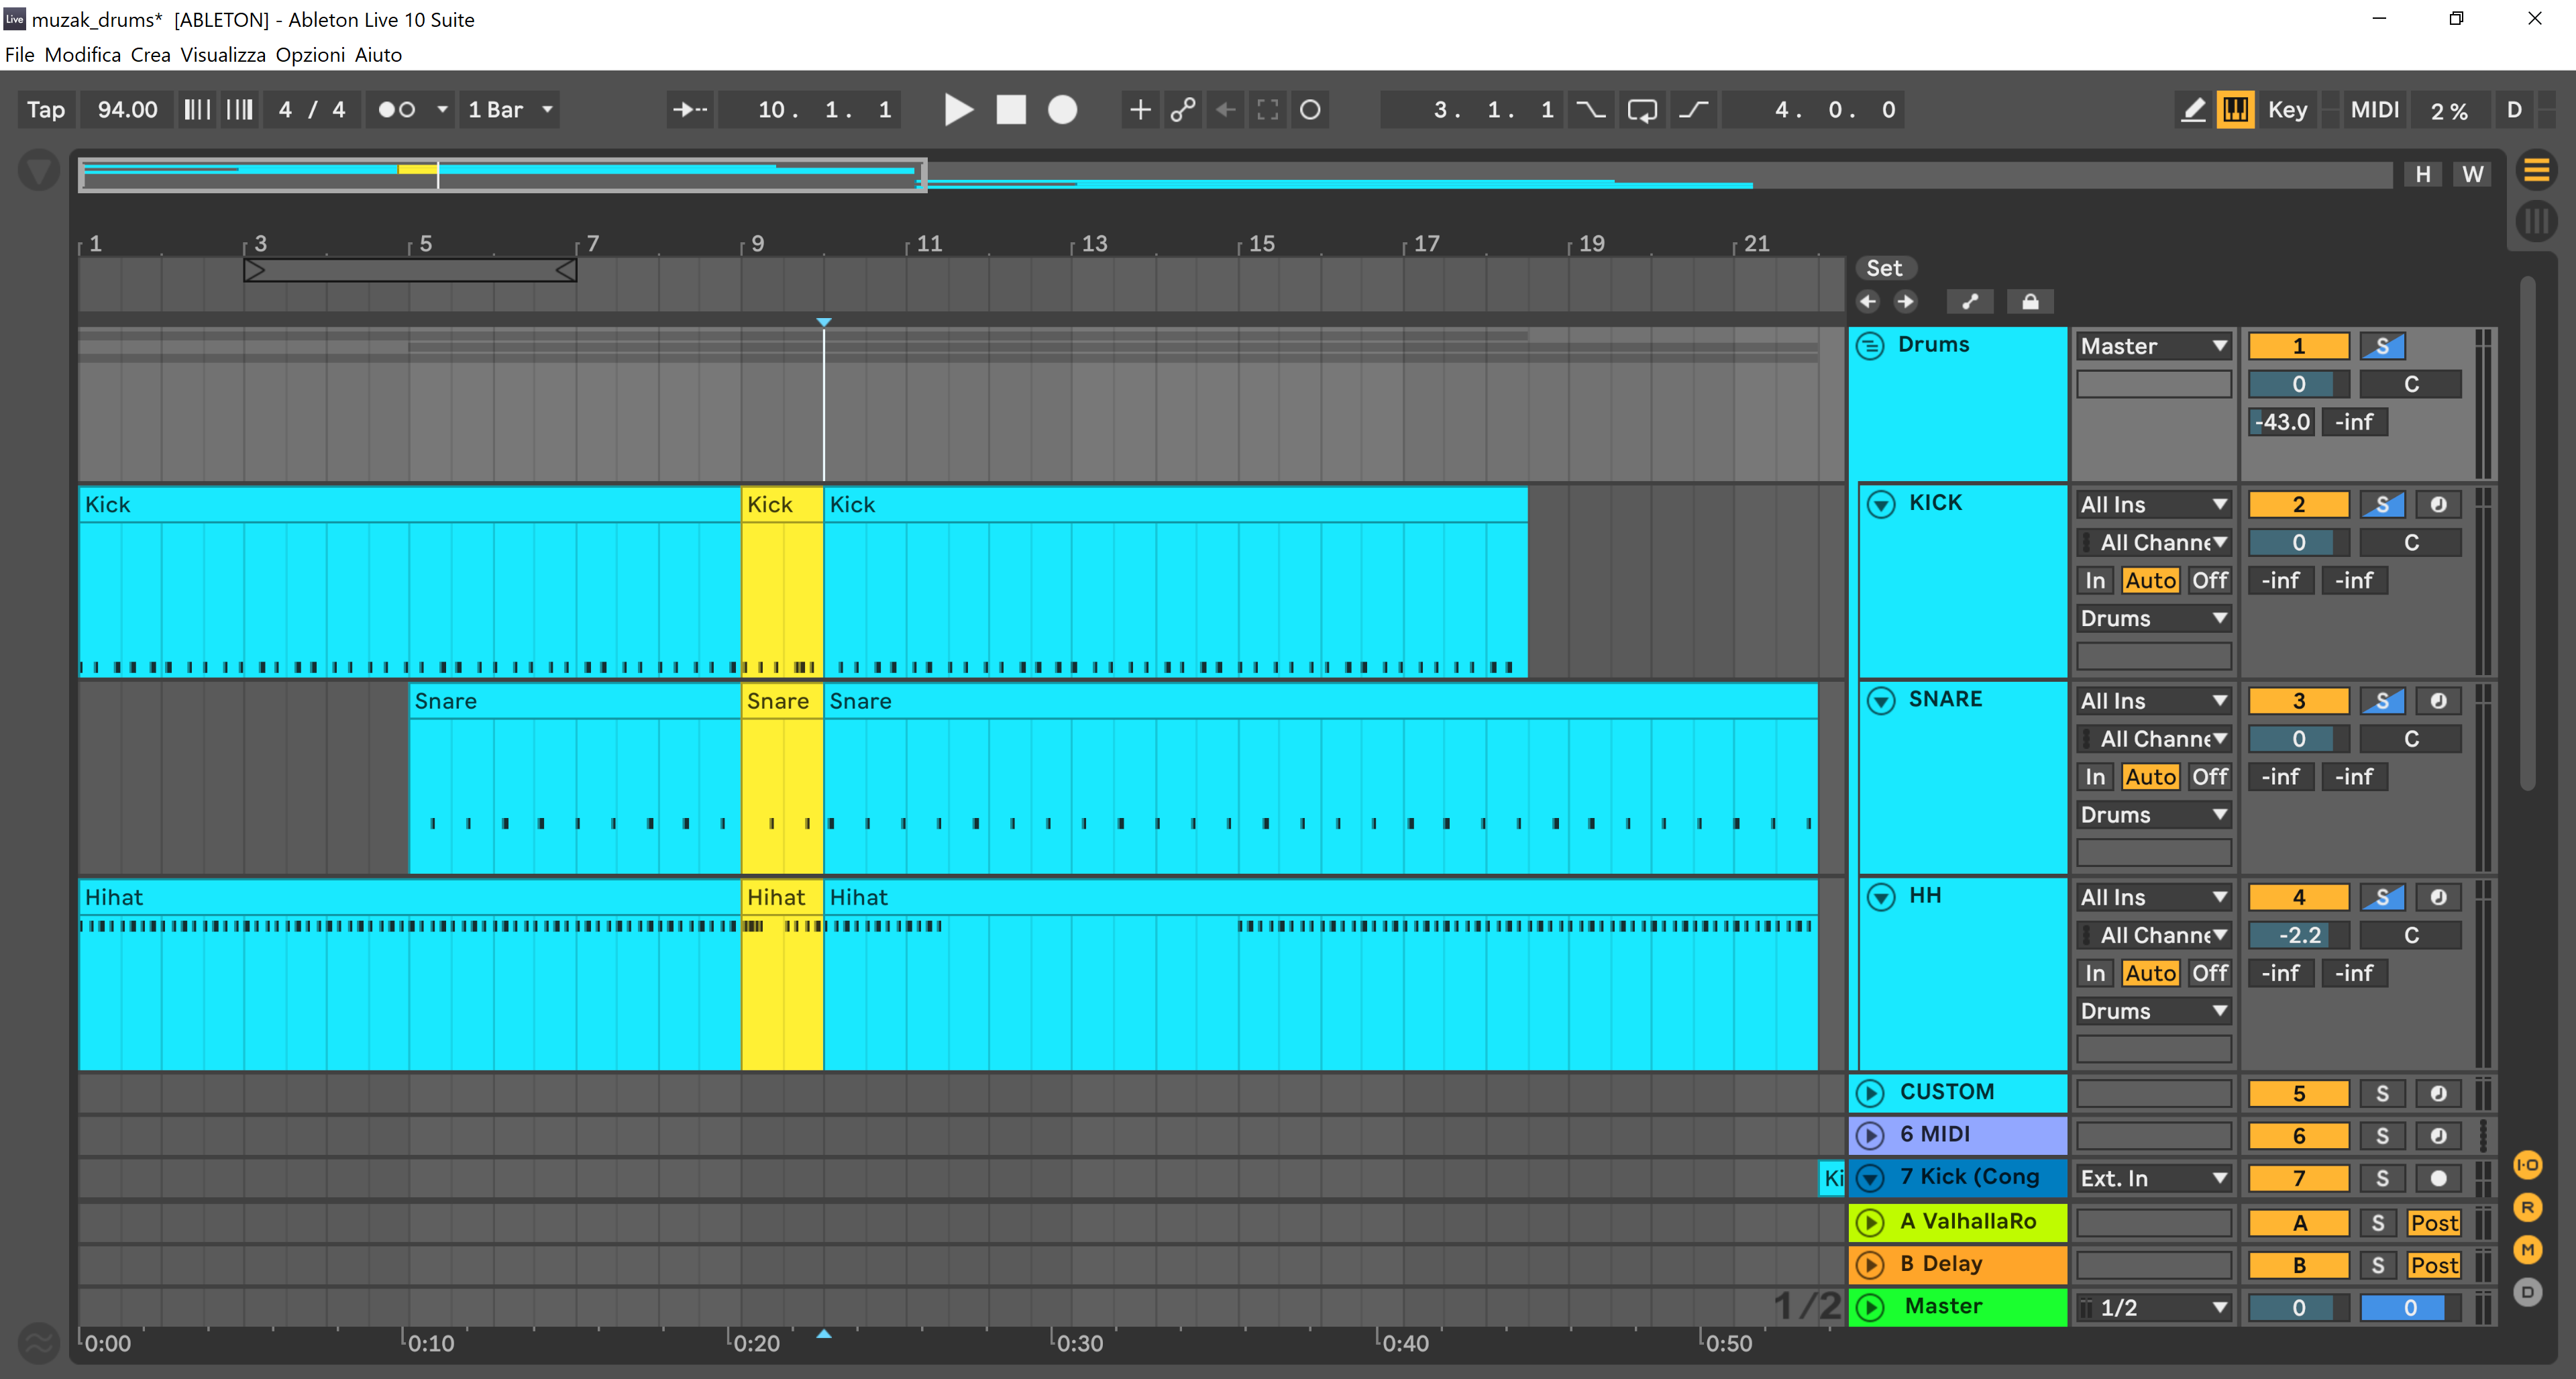 Live muzak_drums* [ABLETON] - Ableton Live 10 Suite
File Modifica Crea Visualizza Opzioni Aiuto
Tap 94.00 4 / 4 1 Bar 10. 1. 1 3. 1. 1 4. 0. 0 Key MIDI 2 % D
H W
1 3 5 7 9 11 13 15 17 19 21
Set
Drums Master 1 S
0 C
-43.0 -inf
Kick Kick Kick KICK All Ins 2 S
All Channe 0 C
In Auto Off -inf -inf
Drums
Snare Snare Snare SNARE All Ins 3 S
All Channe 0 C
In Auto Off -inf -inf
Drums
Hihat Hihat Hihat HH All Ins 4 S
All Channe -2.2 C
In Auto Off -inf -inf
Drums
CUSTOM 5 S
6 MIDI 6 S
Ki 7 Kick (Cong Ext. In 7 S
I·O
A ValhallaRo A S Post
R
B Delay B S Post
M
1/2 Master 1/2 0 0
D
0:00 0:10 0:20 0:30 0:40 0:50